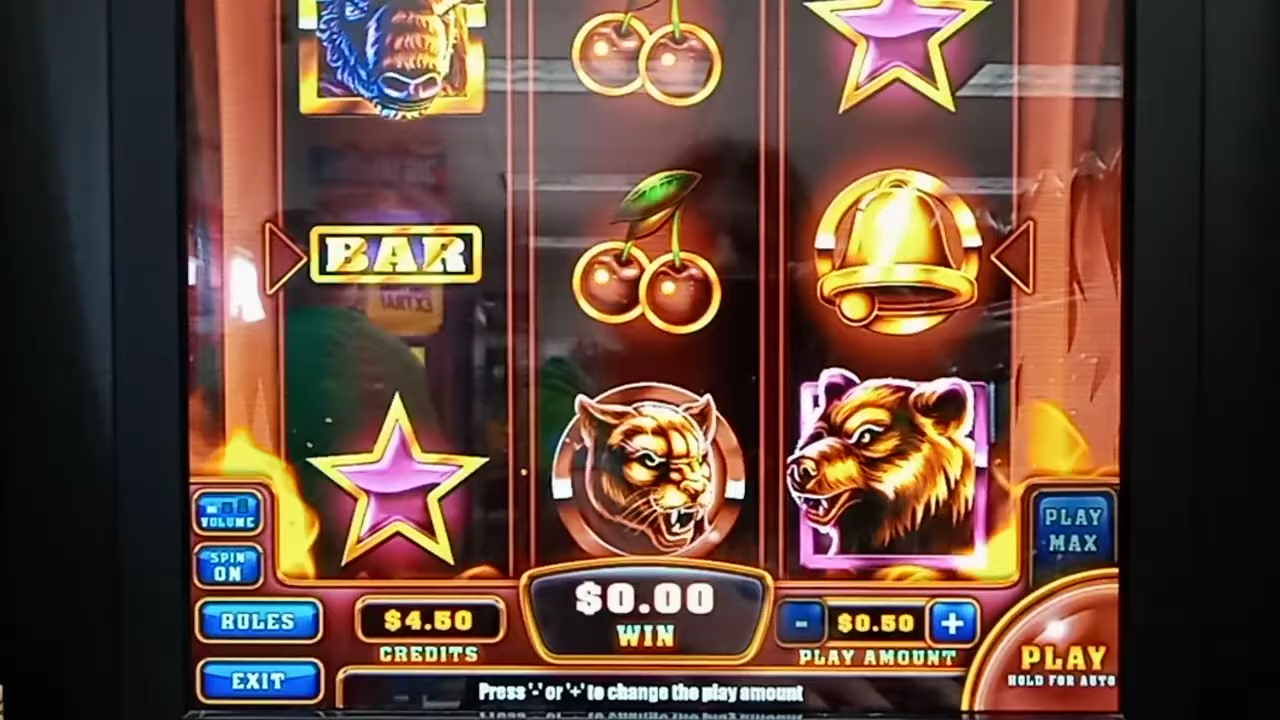 BAR
VOLUME
SPIN
ON
PLAY
MAX
$0.00
WIN
RULES
$4.50
CREDITS
-
$0.50
+
PLAY AMOUNT
PLAY
HOLD FOR AUTO
EXIT
Press '-' or '+' to change the play amount